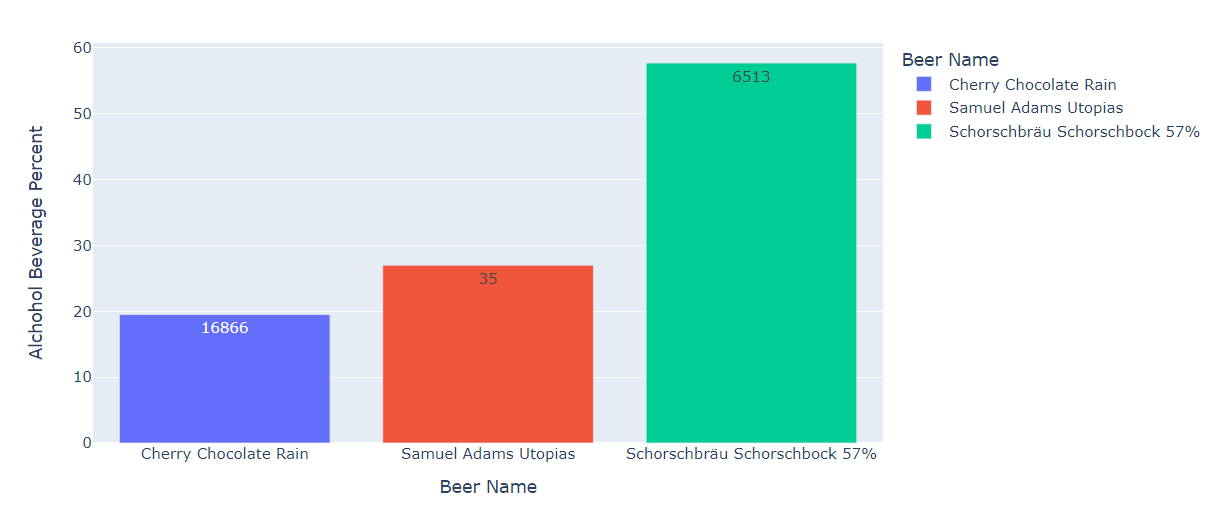 Alchohol Beverage Percent
60
50
40
30
20
10
0
16866
35
6513
Cherry Chocolate Rain
Samuel Adams Utopias
Schorschbräu Schorschbock 57%
Beer Name
Beer Name
Cherry Chocolate Rain
Samuel Adams Utopias
Schorschbräu Schorschbock 57%